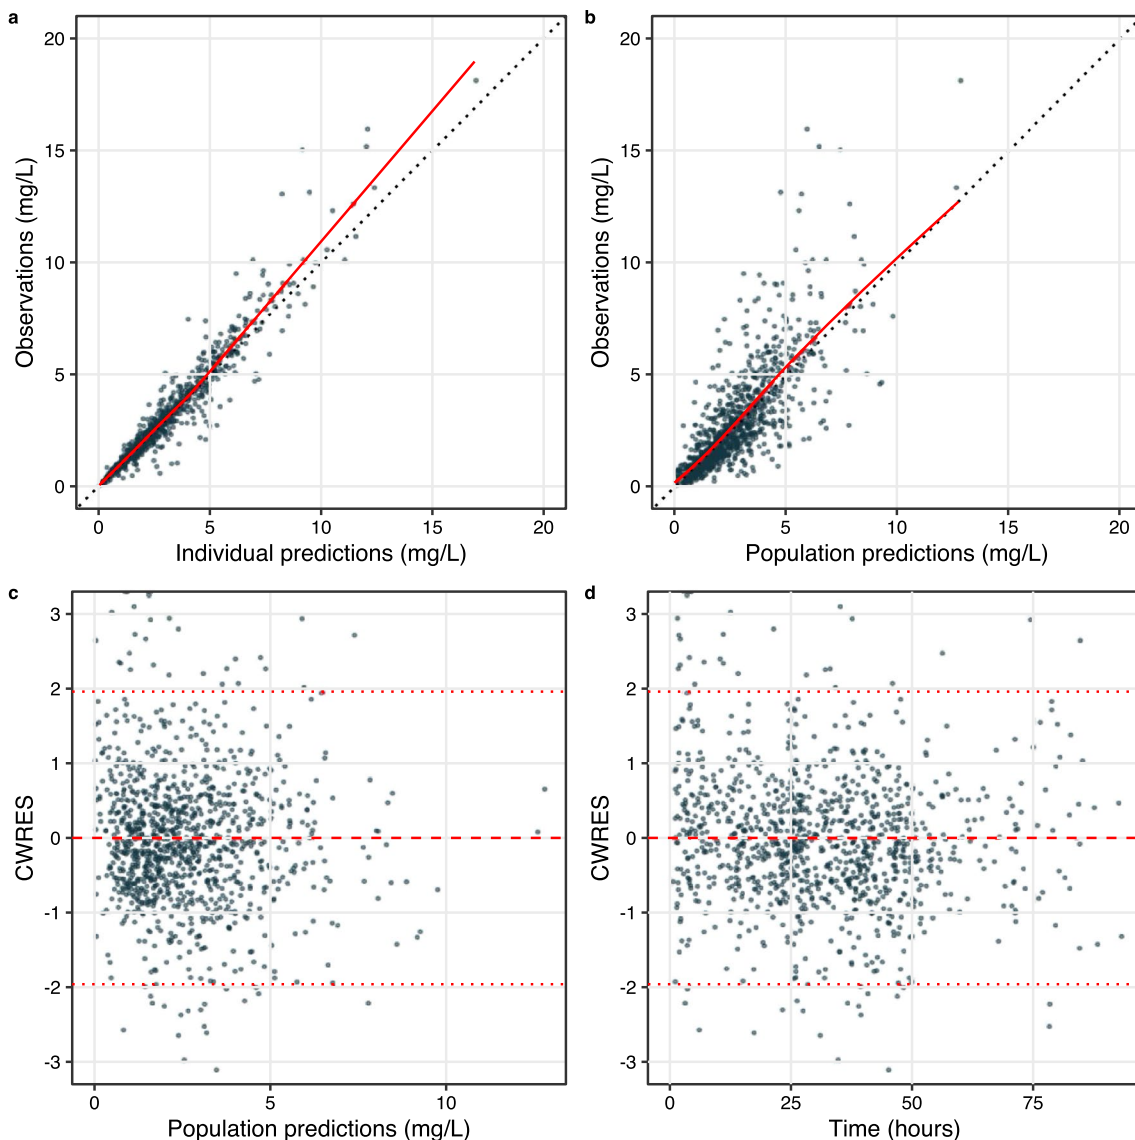 a
20
15
10
5
0
Observations (mg/L)
0 5 10 15 20
Individual predictions (mg/L)
b
20
15
10
5
0
Observations (mg/L)
0 5 10 15 20
Population predictions (mg/L)
c
3
2
1
0
-1
-2
-3
CWRES
0 5 10
Population predictions (mg/L)
d
3
2
1
0
-1
-2
-3
CWRES
0 25 50 75
Time (hours)